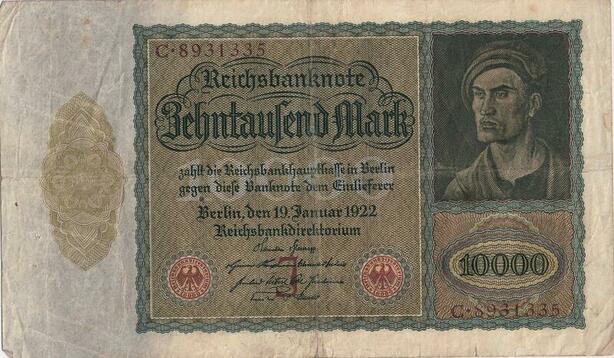 C·8931335
Reichsbanknote
Zehntausend Mark
zahlt die Reichsbankhauptkasse in Berlin
gegen diese Banknote dem Einlieferer
Berlin, den 19. Januar 1922
Reichsbankdirektorium
J
10000
C·8931335